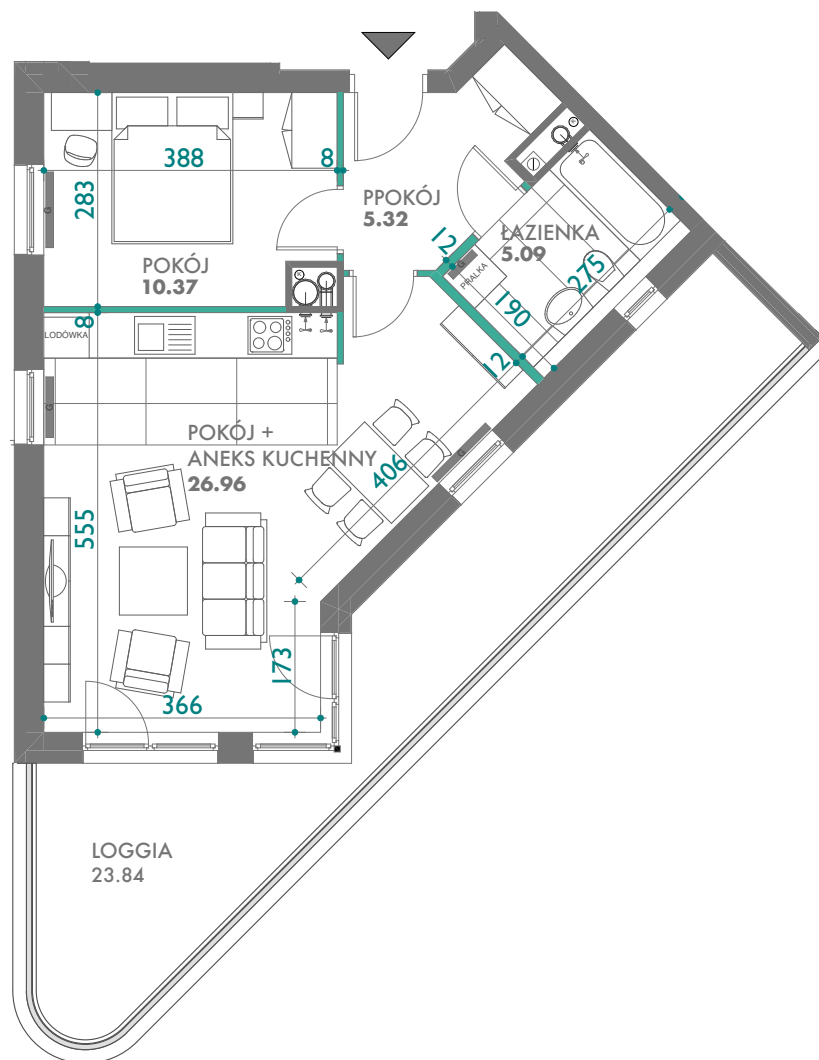 388
8
283
PPOKÓJ
5.32
12
ŁAZIENKA
5.09
275
POKÓJ
10.37
G
G
PRALKA
190
8
LODÓWKA
12
G
POKÓJ +
ANEKS KUCHENNY
26.96
406
G
555
173
366
LOGGIA
23.84